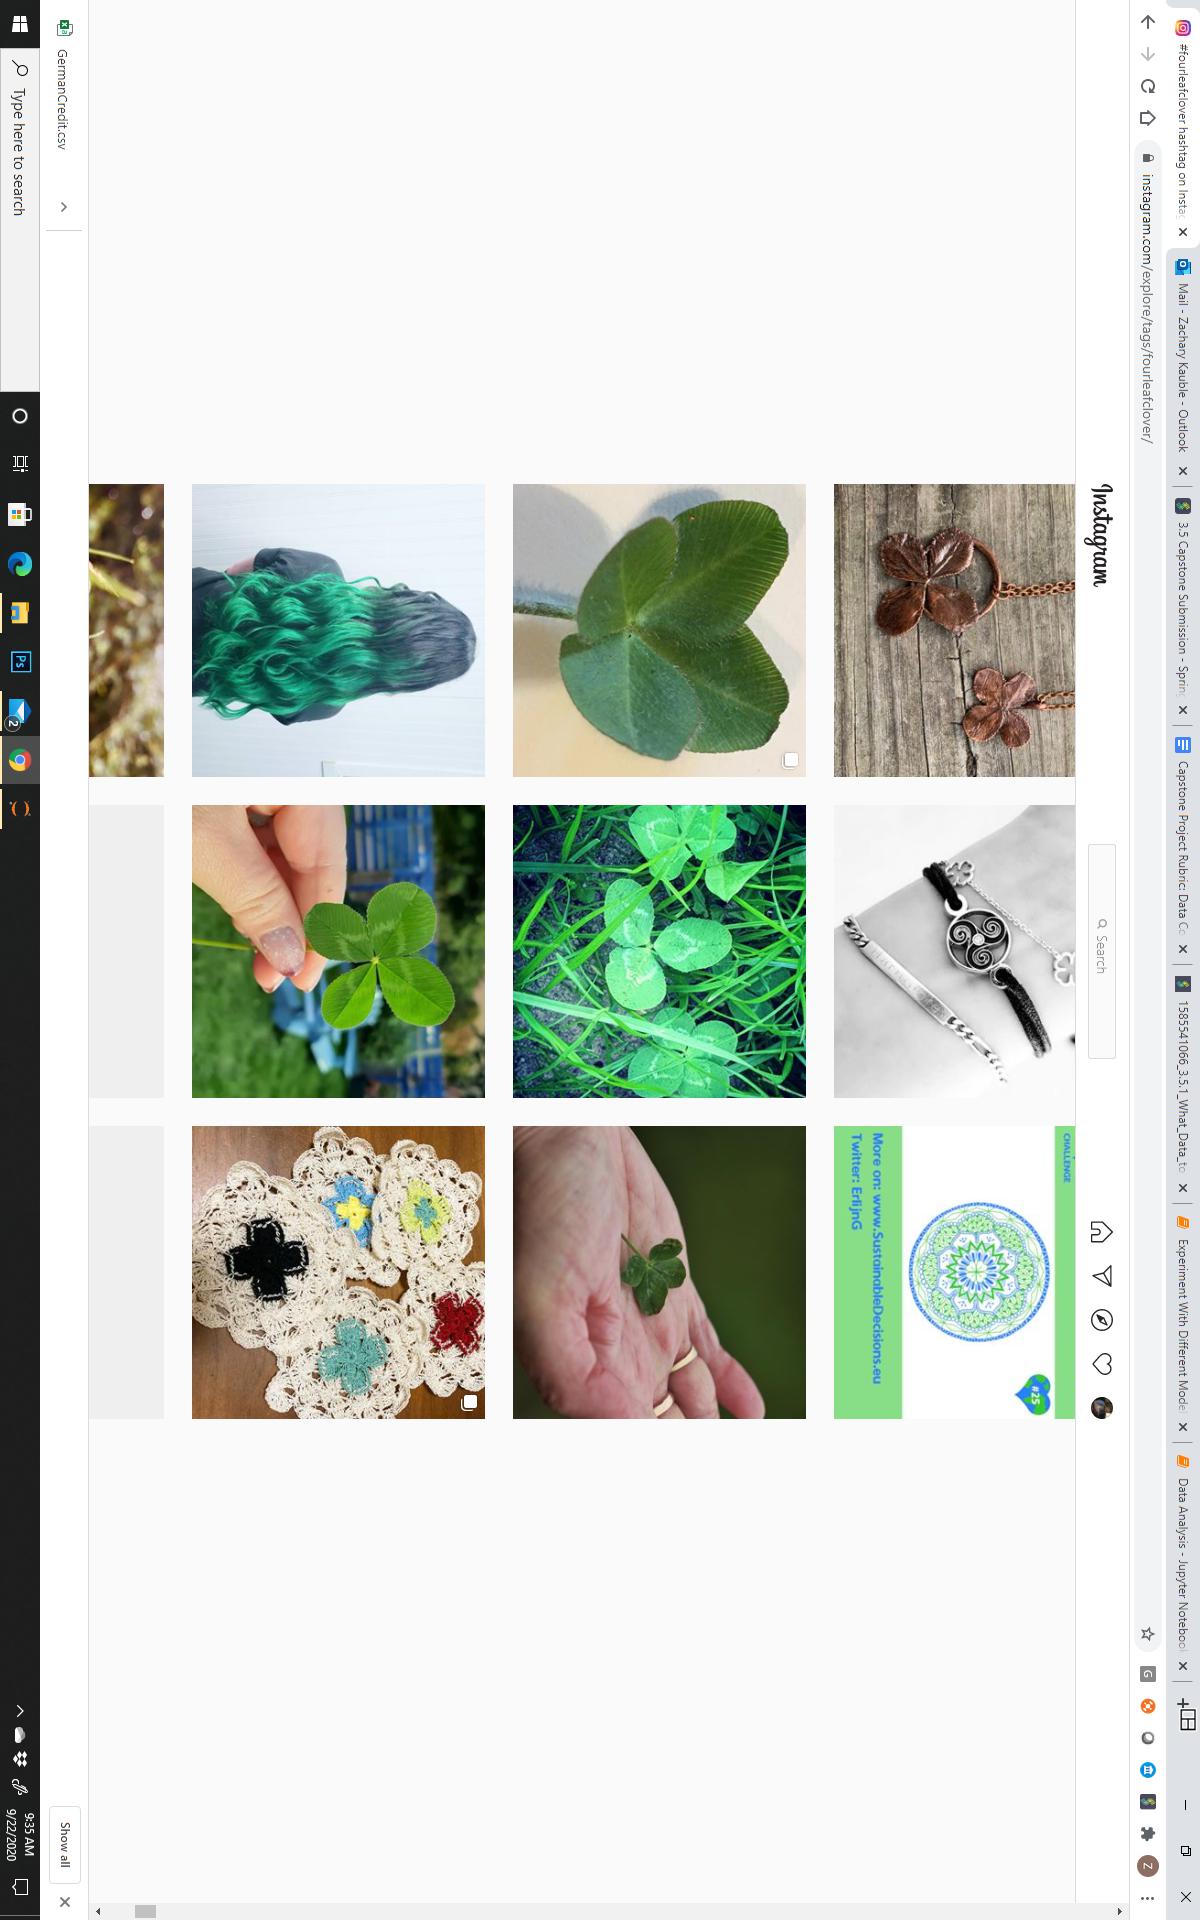 #fourleafclover hashtag on Insta
Mail - Zachary Kauble - Outlook
3.5 Capstone Submission - Sprin
Capstone Project Rubric: Data C
1585541066_3.5.1_What_Data_to
Experiment With Different Mode
Data Analysis - Jupyter Noteboo
instagram.com/explore/tags/fourleafclover/
G
Z
Instagram
Search
CHALLENGE
#25
More on: www.SustainableDecisions.eu
Twitter: ErlijnG
GermanCredit.csv
Show all
Type here to search
Ps
2
9:35 AM
9/22/2020